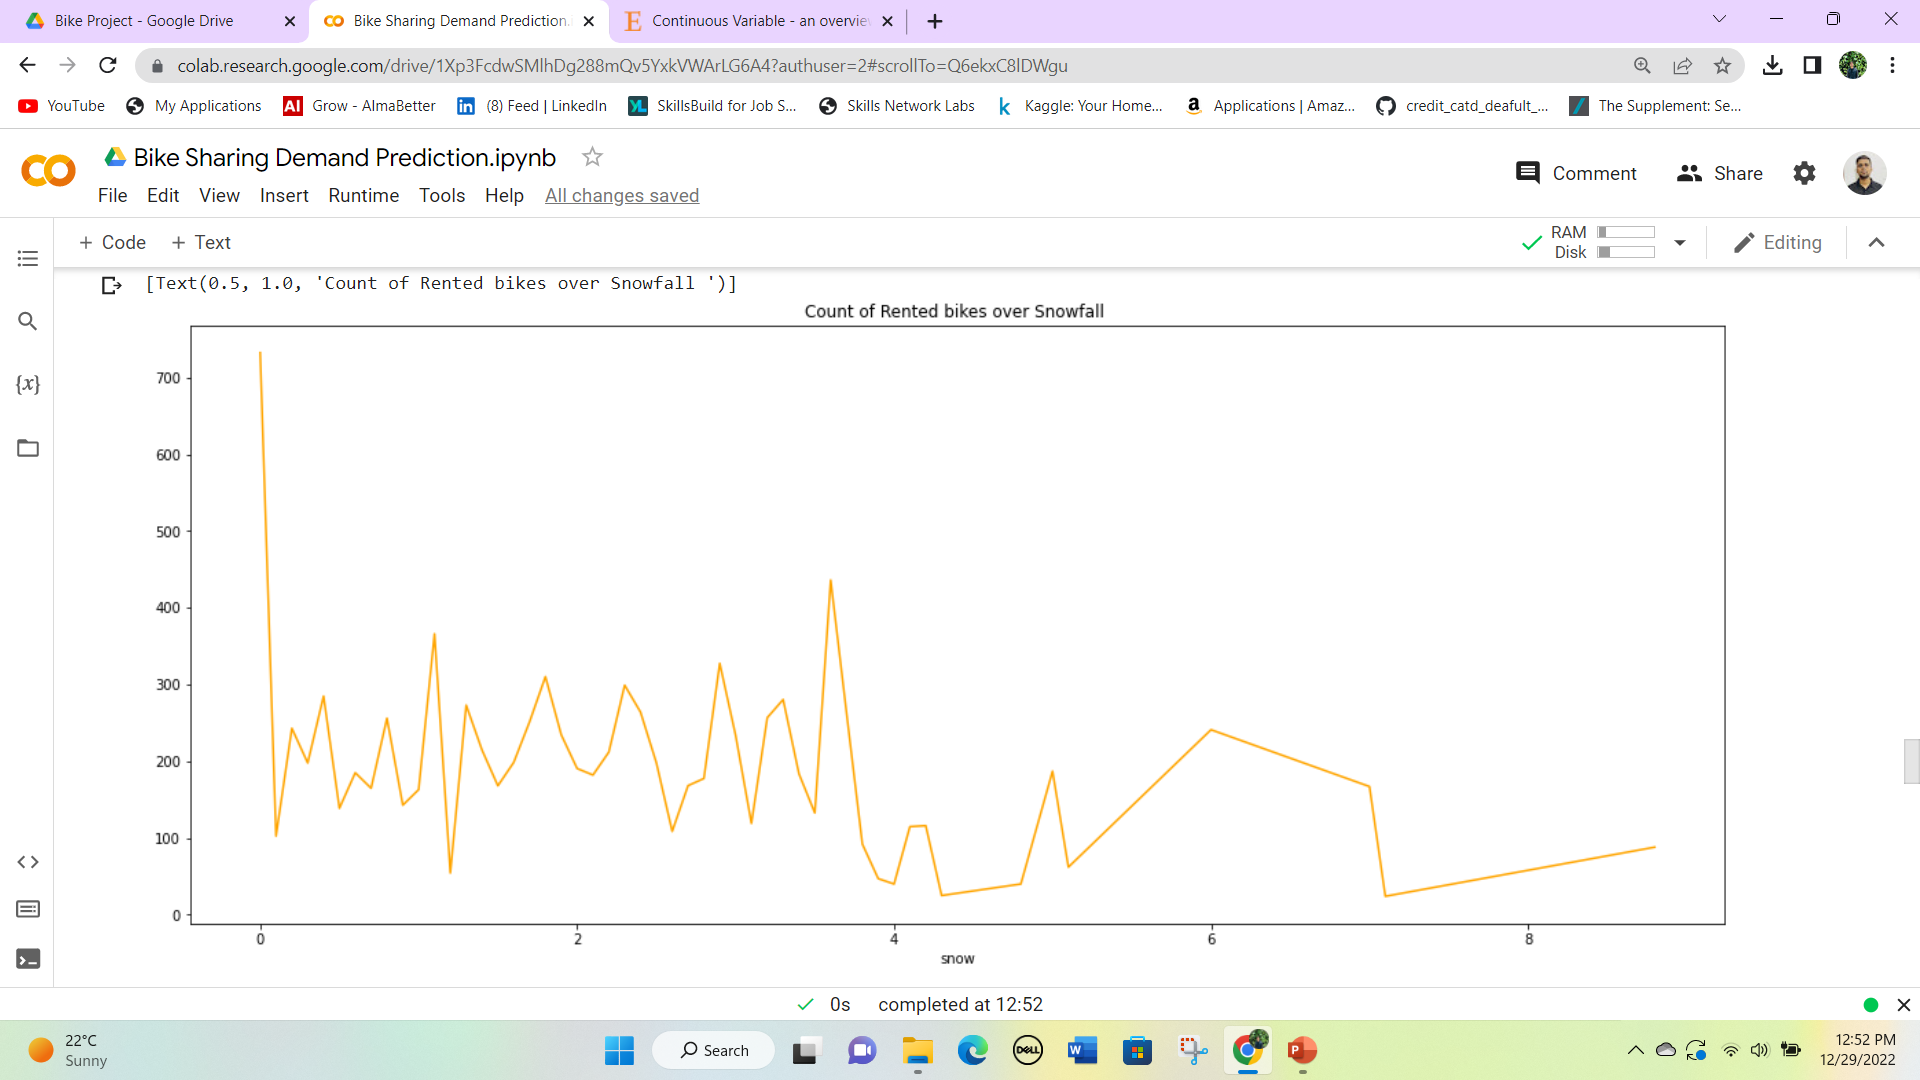 Bike Project - Google Drive
Bike Sharing Demand Prediction.
Continuous Variable - an overvie
colab.research.google.com/drive/1Xp3FcdwSMlhDg288mQv5YxkVWArLG6A4?authuser=2#scrollTo=Q6ekxC8lDWgu
YouTube My Applications AI Grow - AlmaBetter in (8) Feed | LinkedIn SkillsBuild for Job S... Skills Network Labs k Kaggle: Your Home... a Applications | Amaz... credit_catd_deafult_... The Supplement: Se...
Bike Sharing Demand Prediction.ipynb
Comment Share
File Edit View Insert Runtime Tools Help All changes saved
+ Code + Text
RAM
Disk
Editing
[Text(0.5, 1.0, 'Count of Rented bikes over Snowfall ')]
{x}
Count of Rented bikes over Snowfall
700
600
500
400
300
200
100
0
0 2 4 6 8
snow
0s completed at 12:52
22°C
Sunny
Search
DELL
W
P
12:52 PM
12/29/2022